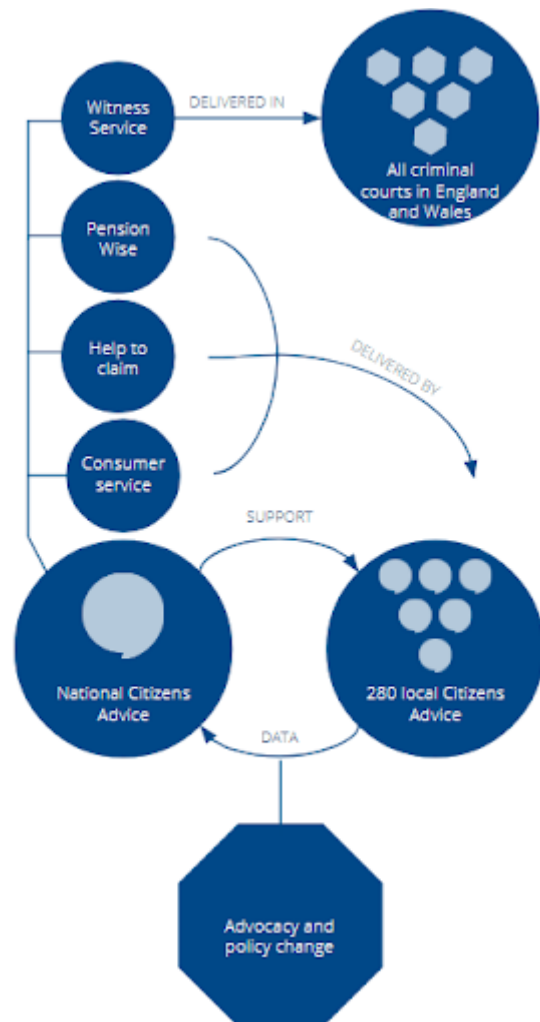 Witness
Service
DELIVERED IN
All criminal
courts in England
and Wales
Pension
Wise
Help to
claim
DELIVERED BY
Consumer
service
SUPPORT
National Citizens
Advice
280 local Citizens
Advice
DATA
Advocacy and
policy change